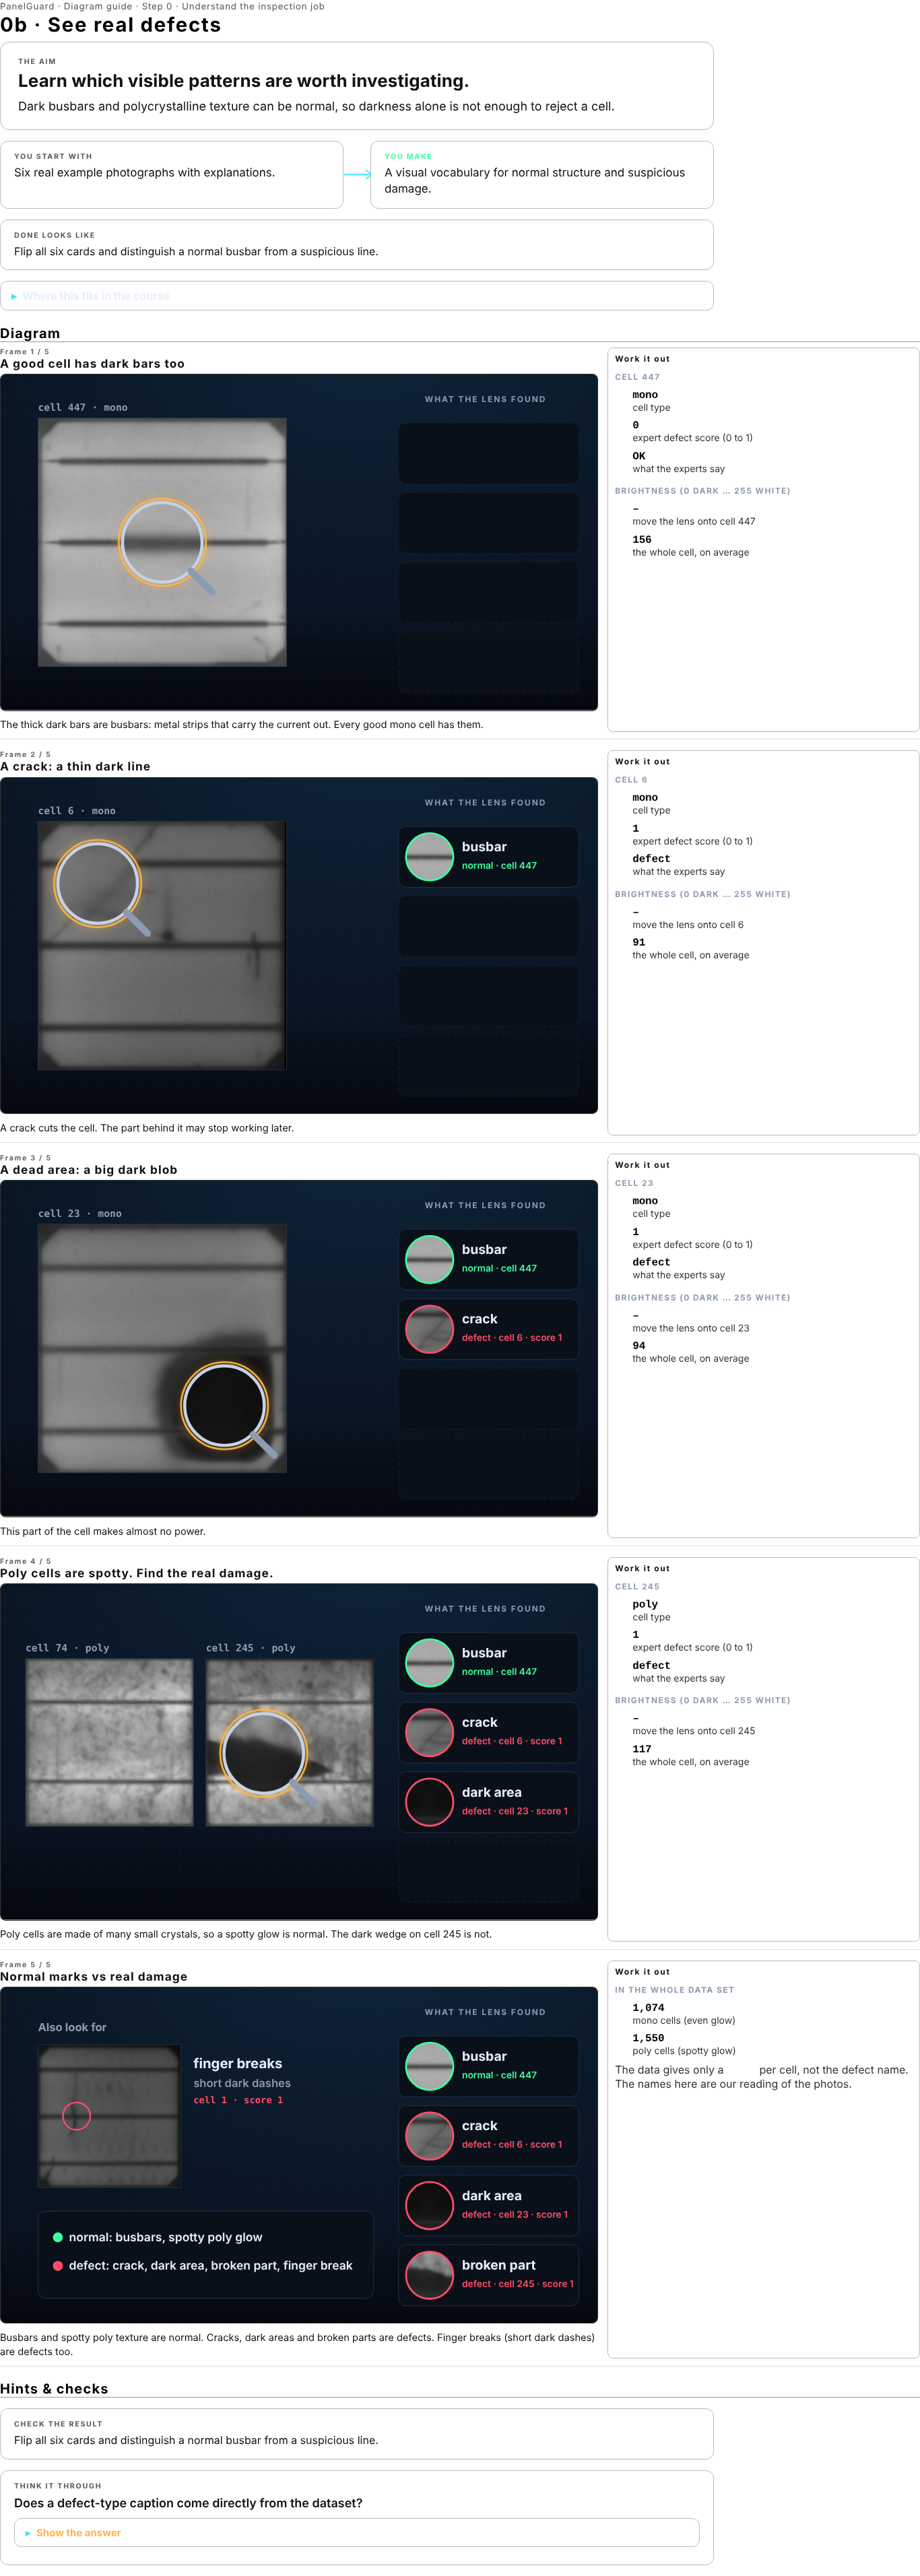 PanelGuard · Diagram guide · Step 0 · Understand the inspection job
0b · See real defects
THE AIM
Learn which visible patterns are worth investigating.
Dark busbars and polycrystalline texture can be normal, so darkness alone is not enough to reject a cell.
YOU START WITH
Six real example photographs with explanations.
YOU MAKE
A visual vocabulary for normal structure and suspicious
damage.
DONE LOOKS LIKE
Flip all six cards and distinguish a normal busbar from a suspicious line.
▸ Where this fits in the course
Diagram
Frame 1 / 5
A good cell has dark bars too
cell 447 · mono
WHAT THE LENS FOUND
The thick dark bars are busbars: metal strips that carry the current out. Every good mono cell has them.
Work it out
CELL 447
mono
cell type
0
expert defect score (0 to 1)
OK
what the experts say
BRIGHTNESS (0 DARK … 255 WHITE)
–
move the lens onto cell 447
156
the whole cell, on average
Frame 2 / 5
A crack: a thin dark line
cell 6 · mono
WHAT THE LENS FOUND
busbar
normal · cell 447
A crack cuts the cell. The part behind it may stop working later.
Work it out
CELL 6
mono
cell type
1
expert defect score (0 to 1)
defect
what the experts say
BRIGHTNESS (0 DARK … 255 WHITE)
–
move the lens onto cell 6
91
the whole cell, on average
Frame 3 / 5
A dead area: a big dark blob
cell 23 · mono
WHAT THE LENS FOUND
busbar
normal · cell 447
crack
defect · cell 6 · score 1
This part of the cell makes almost no power.
Work it out
CELL 23
mono
cell type
1
expert defect score (0 to 1)
defect
what the experts say
BRIGHTNESS (0 DARK … 255 WHITE)
–
move the lens onto cell 23
94
the whole cell, on average
Frame 4 / 5
Poly cells are spotty. Find the real damage.
cell 74 · poly
cell 245 · poly
WHAT THE LENS FOUND
busbar
normal · cell 447
crack
defect · cell 6 · score 1
dark area
defect · cell 23 · score 1
Poly cells are made of many small crystals, so a spotty glow is normal. The dark wedge on cell 245 is not.
Work it out
CELL 245
poly
cell type
1
expert defect score (0 to 1)
defect
what the experts say
BRIGHTNESS (0 DARK … 255 WHITE)
–
move the lens onto cell 245
117
the whole cell, on average
Frame 5 / 5
Normal marks vs real damage
Also look for
finger breaks
short dark dashes
cell 1 · score 1
normal: busbars, spotty poly glow
defect: crack, dark area, broken part, finger break
WHAT THE LENS FOUND
busbar
normal · cell 447
crack
defect · cell 6 · score 1
dark area
defect · cell 23 · score 1
broken part
defect · cell 245 · score 1
Busbars and spotty poly texture are normal. Cracks, dark areas and broken parts are defects. Finger breaks (short dark dashes)
are defects too.
Work it out
IN THE WHOLE DATA SET
1,074
mono cells (even glow)
1,550
poly cells (spotty glow)
The data gives only a per cell, not the defect name.
The names here are our reading of the photos.
Hints & checks
CHECK THE RESULT
Flip all six cards and distinguish a normal busbar from a suspicious line.
THINK IT THROUGH
Does a defect-type caption come directly from the dataset?
▸ Show the answer